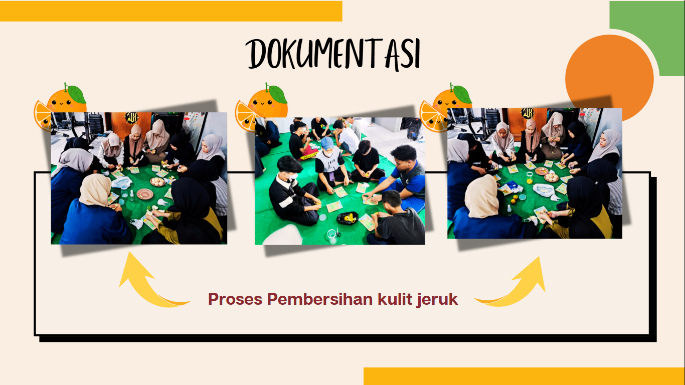 DOKUMENTASI
Proses Pembersihan kulit jeruk